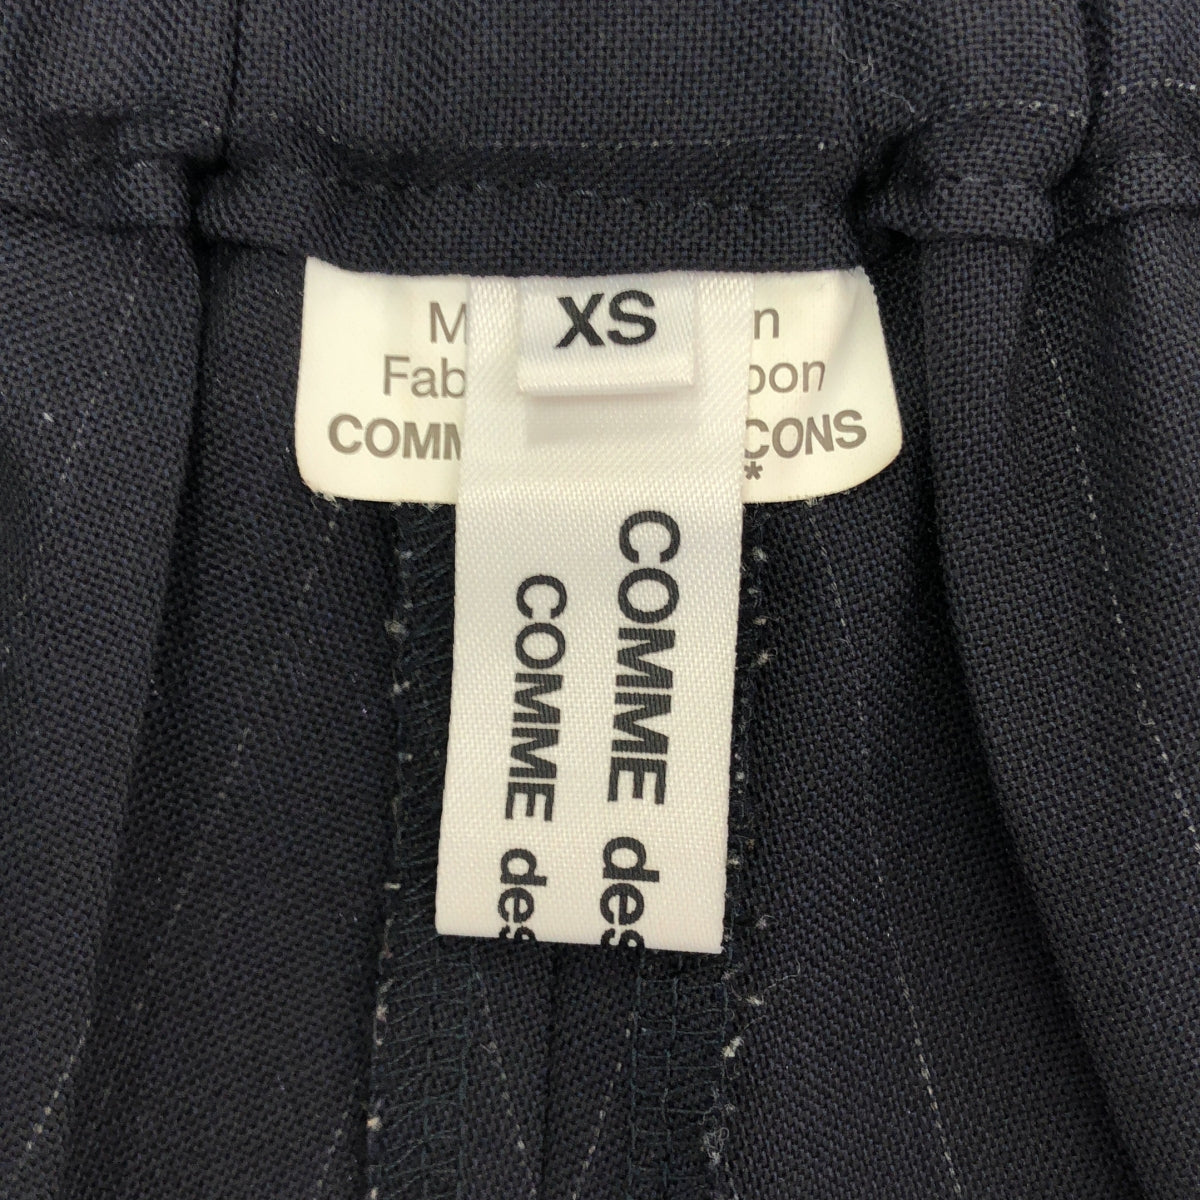 XS
M n
Fab pon
COMM CONS
*
COMME des
COMME des